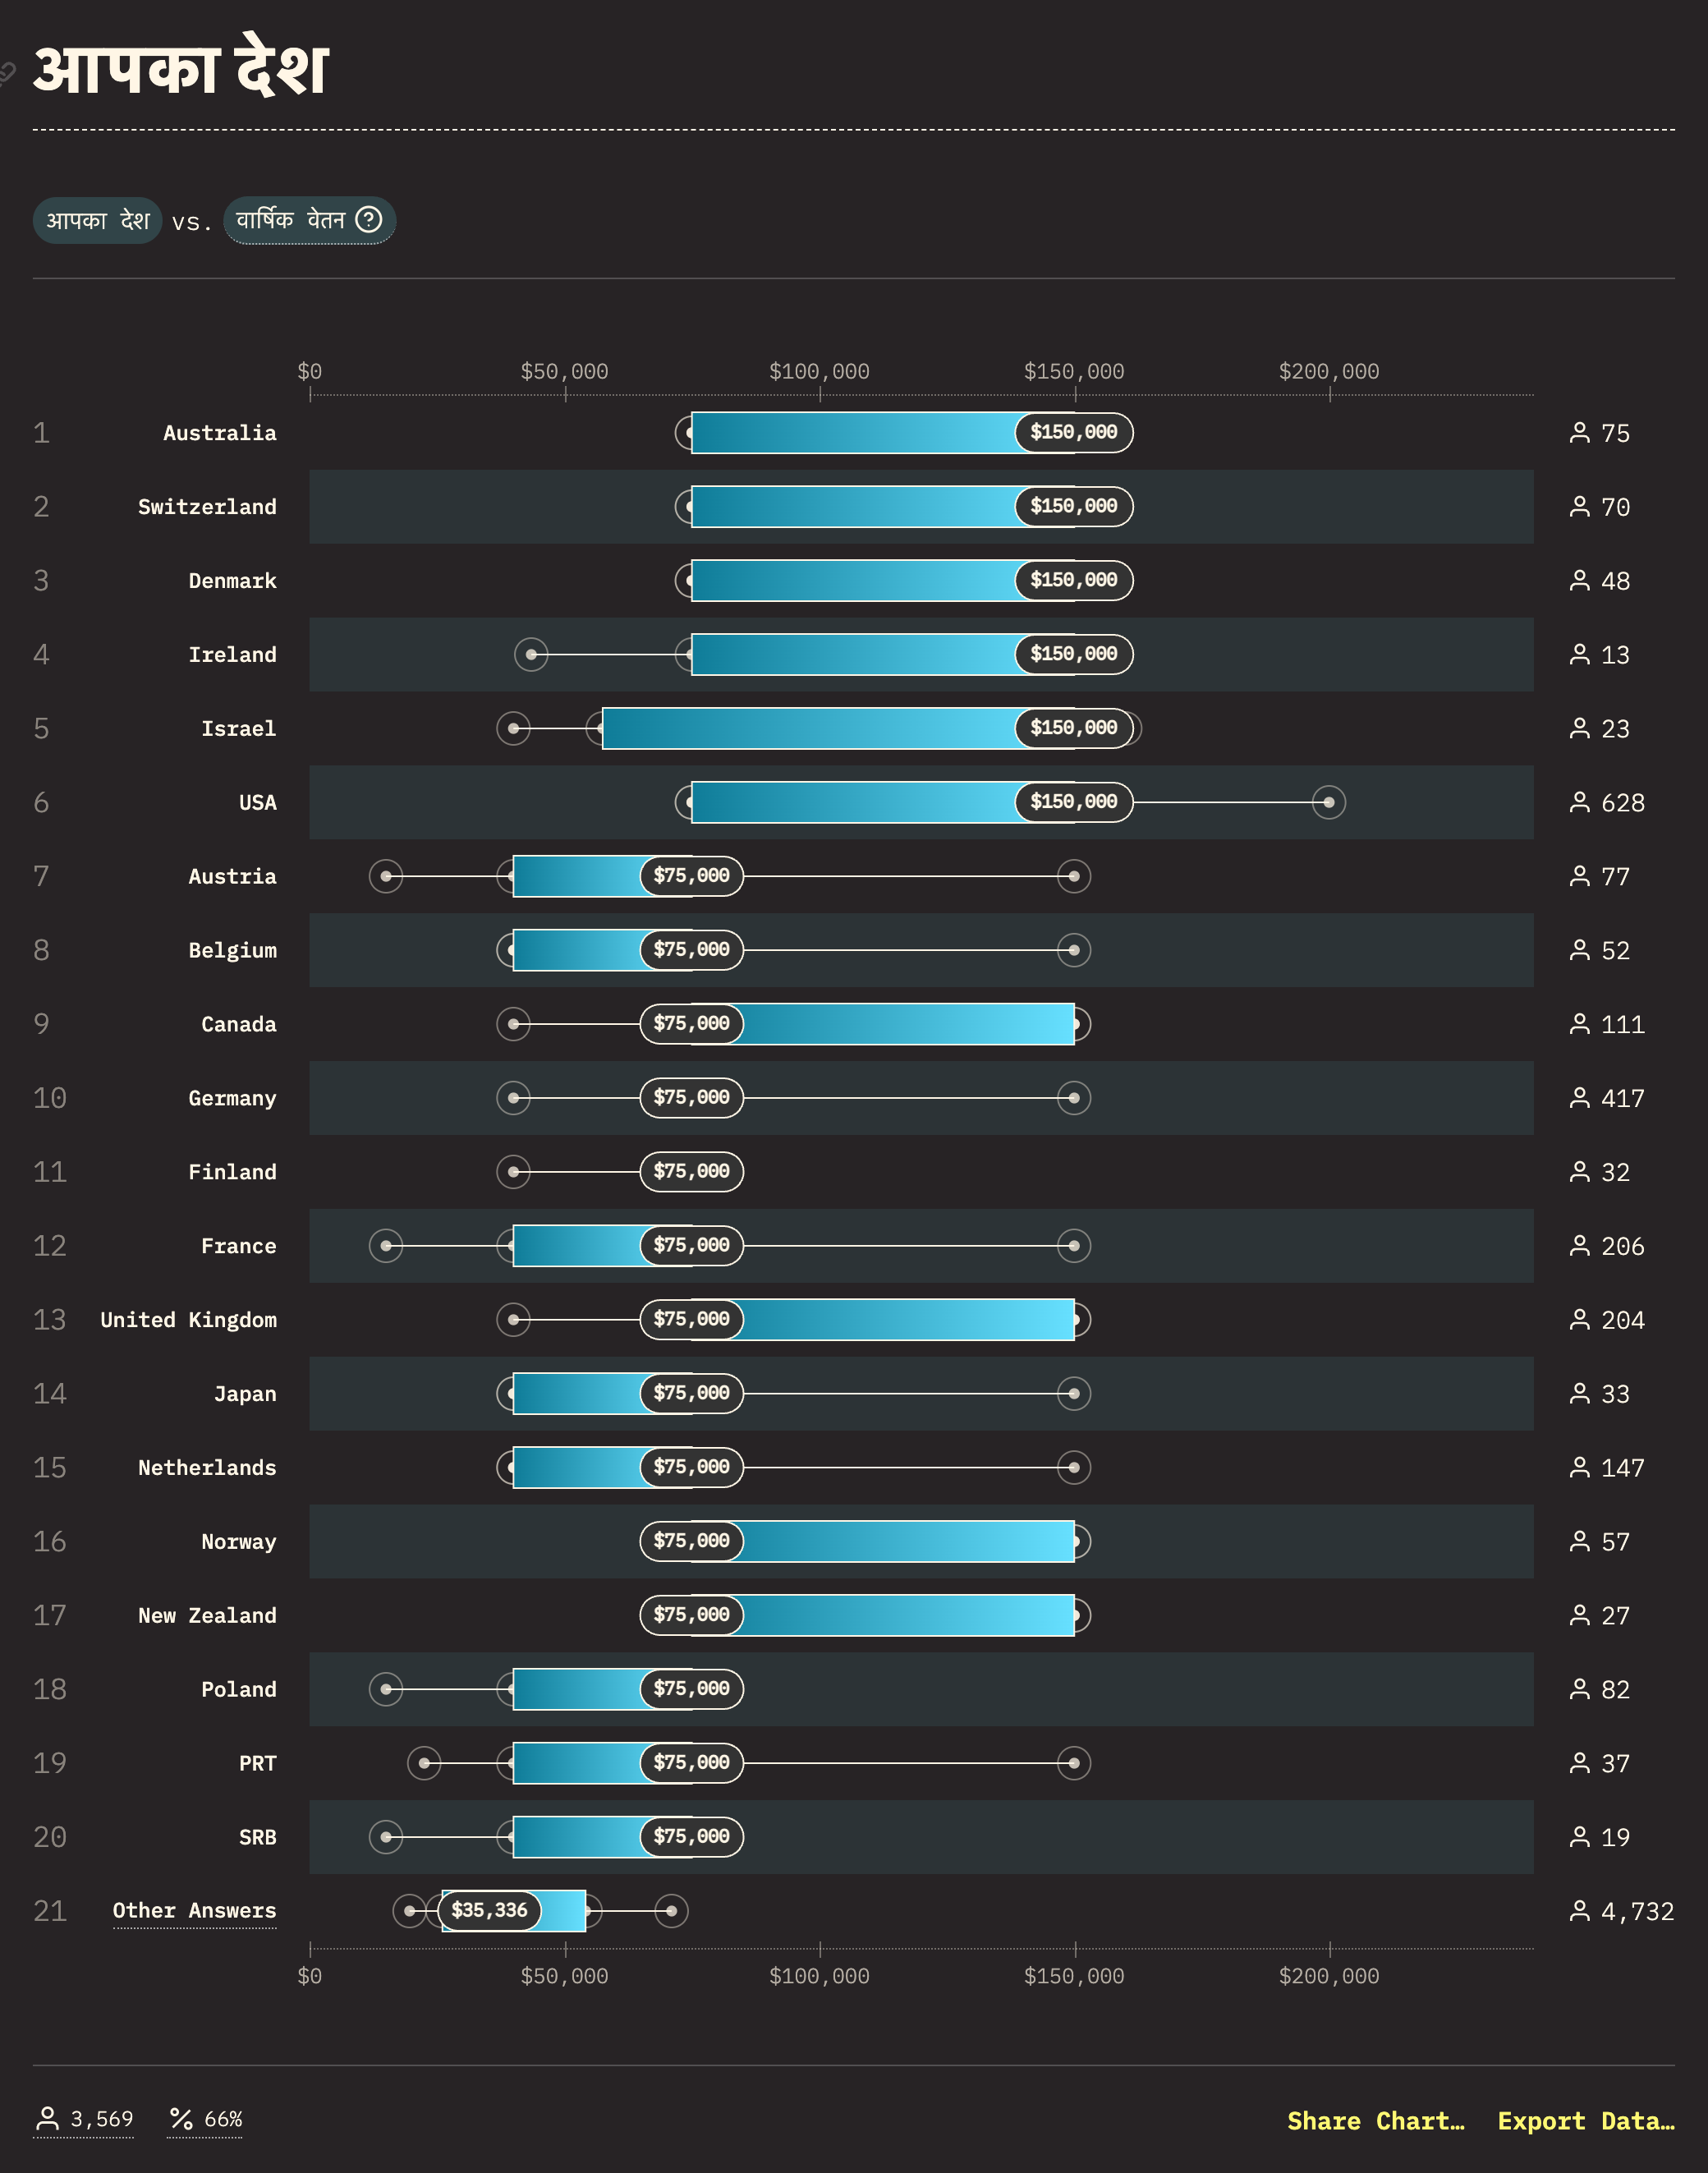 आपका देश
आपका देश vs. वार्षिक वेतन
$0 $50,000 $100,000 $150,000 $200,000
1 Australia $150,000 75
2 Switzerland $150,000 70
3 Denmark $150,000 48
4 Ireland $150,000 13
5 Israel $150,000 23
6 USA $150,000 628
7 Austria $75,000 77
8 Belgium $75,000 52
9 Canada $75,000 111
10 Germany $75,000 417
11 Finland $75,000 32
12 France $75,000 206
13 United Kingdom $75,000 204
14 Japan $75,000 33
15 Netherlands $75,000 147
16 Norway $75,000 57
17 New Zealand $75,000 27
18 Poland $75,000 82
19 PRT $75,000 37
20 SRB $75,000 19
21 Other Answers $35,336 4,732
$0 $50,000 $100,000 $150,000 $200,000
3,569 % 66% Share Chart… Export Data…